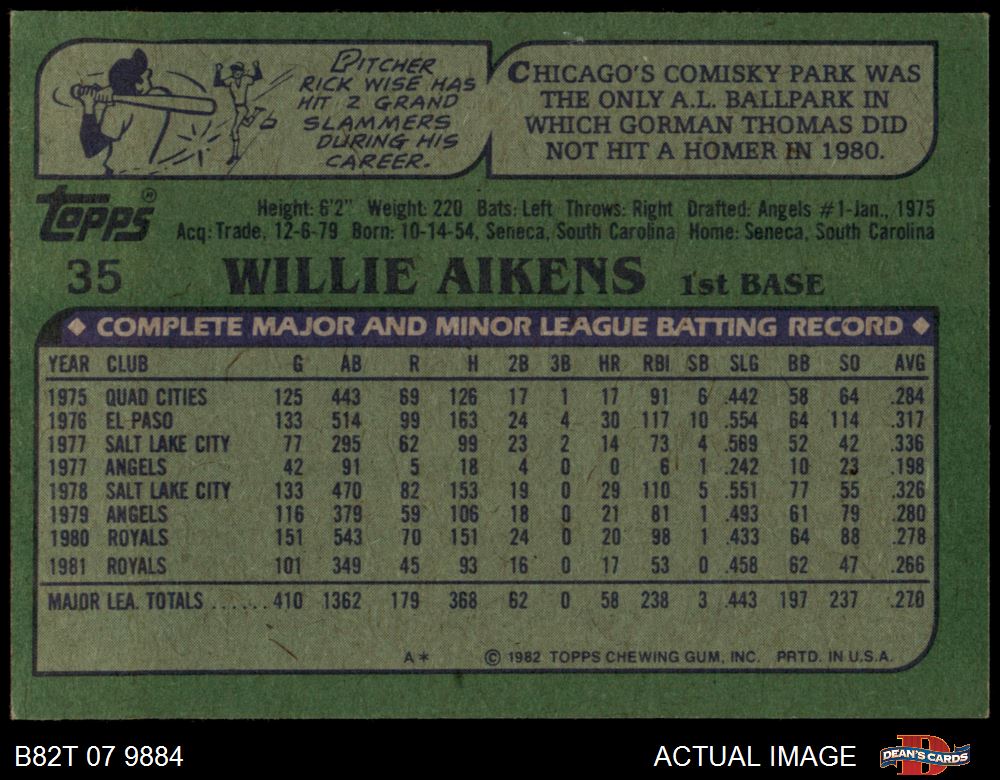 PITCHER
RICK WISE HAS
HIT 2 GRAND
SLAMMERS
DURING HIS
CAREER.
CHICAGO'S COMISKY PARK WAS
THE ONLY A.L. BALLPARK IN
WHICH GORMAN THOMAS DID
NOT HIT A HOMER IN 1980.
topps®
Height: 6'2" Weight: 220 Bats: Left Throws: Right Drafted: Angels #1-Jan., 1975
Acq: Trade, 12-6-79 Born: 10-14-54, Seneca, South Carolina Home: Seneca, South Carolina
35 WILLIE AIKENS 1st BASE
◆ COMPLETE MAJOR AND MINOR LEAGUE BATTING RECORD ◆
YEAR CLUB G AB R H 2B 3B HR RBI SB SLG BB SO AVG
1975 QUAD CITIES 125 443 69 126 17 1 17 91 6 .442 58 64 .284
1976 EL PASO 133 514 99 163 24 4 30 117 10 .554 64 114 .317
1977 SALT LAKE CITY 77 295 62 99 23 2 14 73 4 .569 52 42 .336
1977 ANGELS 42 91 5 18 4 0 0 6 1 .242 10 23 .198
1978 SALT LAKE CITY 133 470 82 153 19 0 29 110 5 .551 77 55 .326
1979 ANGELS 116 379 59 106 18 0 21 81 1 .493 61 79 .280
1980 ROYALS 151 543 70 151 24 0 20 98 1 .433 64 88 .278
1981 ROYALS 101 349 45 93 16 0 17 53 0 .458 62 47 .266
MAJOR LEA. TOTALS ...... 410 1362 179 368 62 0 58 238 3 .443 197 237 .270
A* © 1982 TOPPS CHEWING GUM, INC. PRTD. IN U.S.A.
B82T 07 9884 ACTUAL IMAGE
D DEAN'S CARDS